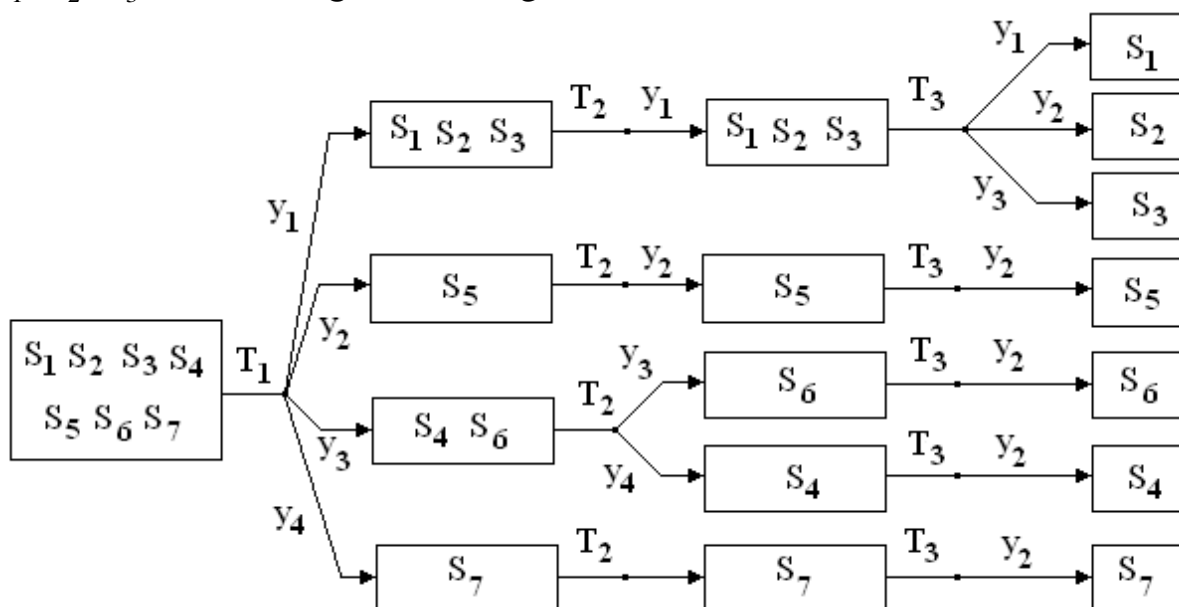 y₁ S₁
T₂ y₁ T₃
S₁ S₂ S₃ S₁ S₂ S₃ y₂ S₂
y₁ y₃ S₃
T₂ y₂ T₃ y₂
S₅ S₅ S₅
y₂
S₁ S₂ S₃ S₄ T₁ y₃ T₃ y₂
S₅ S₆ S₇ T₂ S₆ S₆
S₄ S₆
y₃ y₄ T₃ y₂
S₄ S₄
y₄
T₂ T₃ y₂
S₇ S₇ S₇